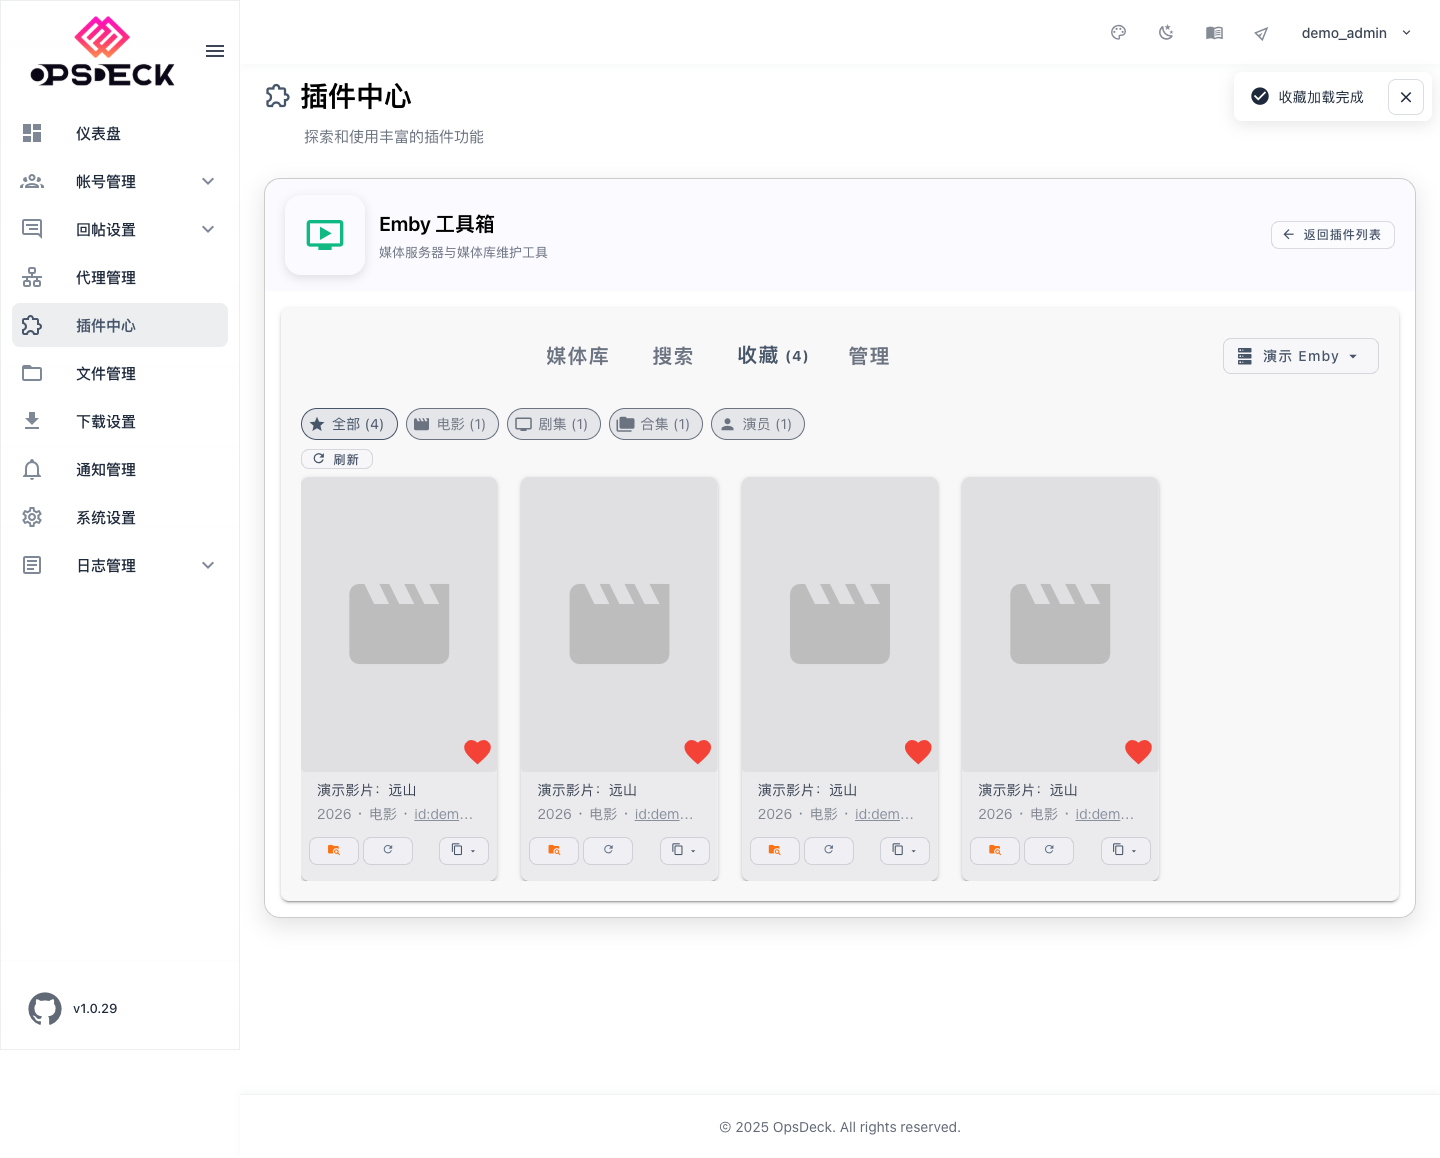 OPSDECK
仪表盘
帐号管理
回帖设置
代理管理
插件中心
文件管理
下载设置
通知管理
系统设置
日志管理
v1.0.29
demo_admin
插件中心
探索和使用丰富的插件功能
收藏加载完成
Emby 工具箱
媒体服务器与媒体库维护工具
返回插件列表
媒体库
搜索
收藏 (4)
管理
演示 Emby
全部 (4)
电影 (1)
剧集 (1)
合集 (1)
演员 (1)
刷新
演示影片：远山
2026 · 电影 · id:dem...
演示影片：远山
2026 · 电影 · id:dem...
演示影片：远山
2026 · 电影 · id:dem...
演示影片：远山
2026 · 电影 · id:dem...
© 2025 OpsDeck. All rights reserved.